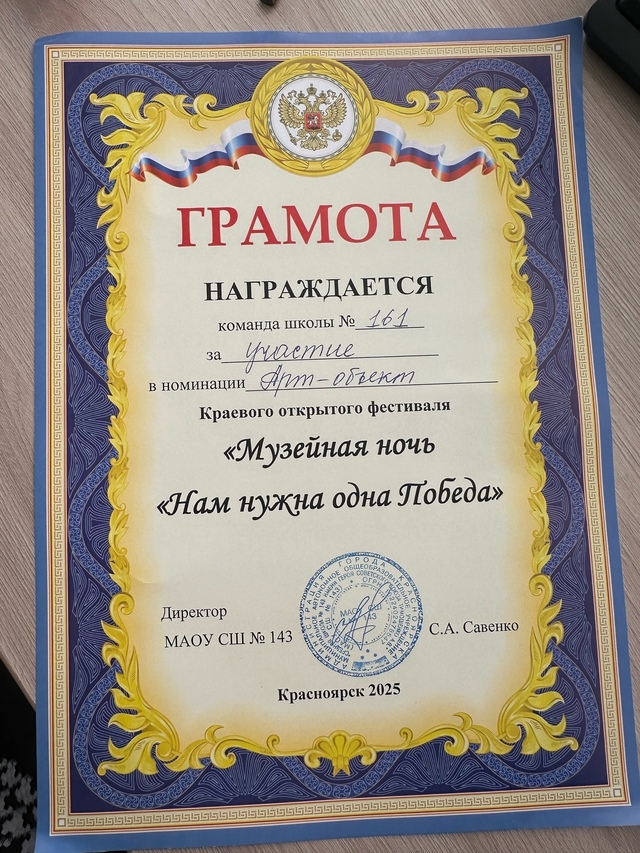 ГРАМОТА
НАГРАЖДАЕТСЯ
команда школы № 161
за участие
в номинации Арт-объект
Краевого открытого фестиваля
«Музейная ночь
«Нам нужна одна Победа»
Директор
МАОУ СШ № 143
С.А. Савенко
Красноярск 2025